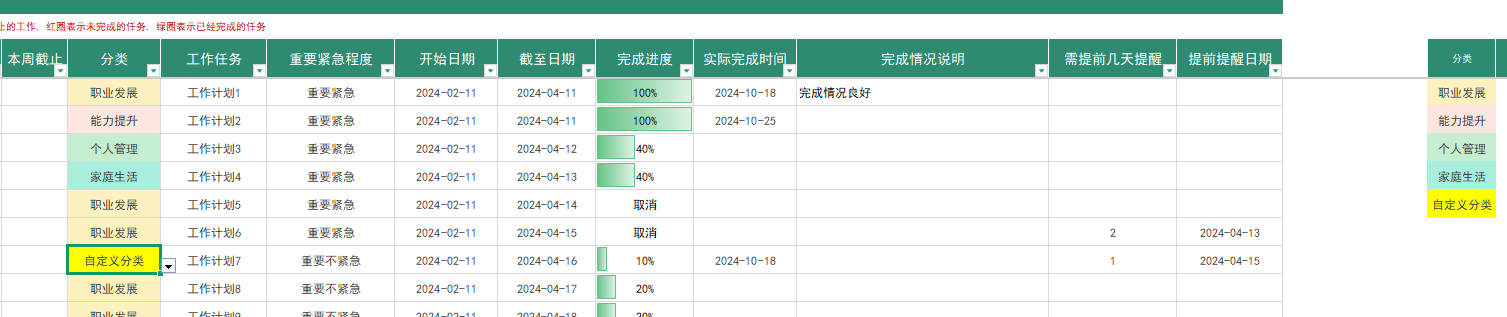 止的工作，红圈表示未完成的任务，绿圈表示已经完成的任务
本周截止 分类 工作任务 重要紧急程度 开始日期 截至日期 完成进度 实际完成时间 完成情况说明 需提前几天提醒 提前提醒日期 分类
职业发展 工作计划1 重要紧急 2024-02-11 2024-04-11 100% 2024-10-18 完成情况良好 职业发展
能力提升 工作计划2 重要紧急 2024-02-11 2024-04-11 100% 2024-10-25 能力提升
个人管理 工作计划3 重要紧急 2024-02-11 2024-04-12 40% 个人管理
家庭生活 工作计划4 重要紧急 2024-02-11 2024-04-13 40% 家庭生活
职业发展 工作计划5 重要紧急 2024-02-11 2024-04-14 取消 自定义分类
职业发展 工作计划6 重要紧急 2024-02-11 2024-04-15 取消 2 2024-04-13
自定义分类 工作计划7 重要不紧急 2024-02-11 2024-04-16 10% 2024-10-18 1 2024-04-15
职业发展 工作计划8 重要不紧急 2024-02-11 2024-04-17 20%
职业发展 工作计划9 重要不紧急 2024-02-11 2024-04-18 20%